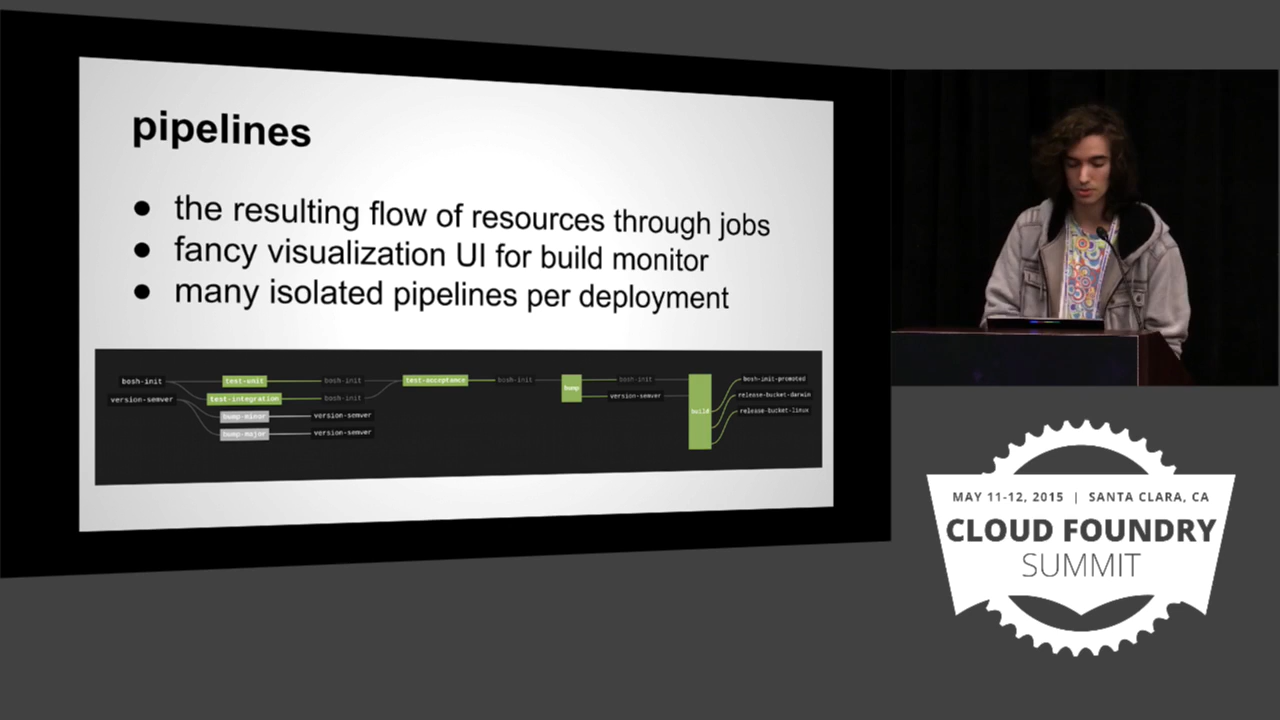 pipelines
● the resulting flow of resources through jobs
● fancy visualization UI for build monitor
● many isolated pipelines per deployment
bosh-init test-unit bosh-init test-acceptance bosh-init bump bosh-init build bosh-init-promoted
version-semver test-integration bosh-init version-semver release-bucket-darwin
bump-minor version-semver release-bucket-linux
bump-major version-semver
MAY 11-12, 2015 | SANTA CLARA, CA
CLOUD FOUNDRY
SUMMIT